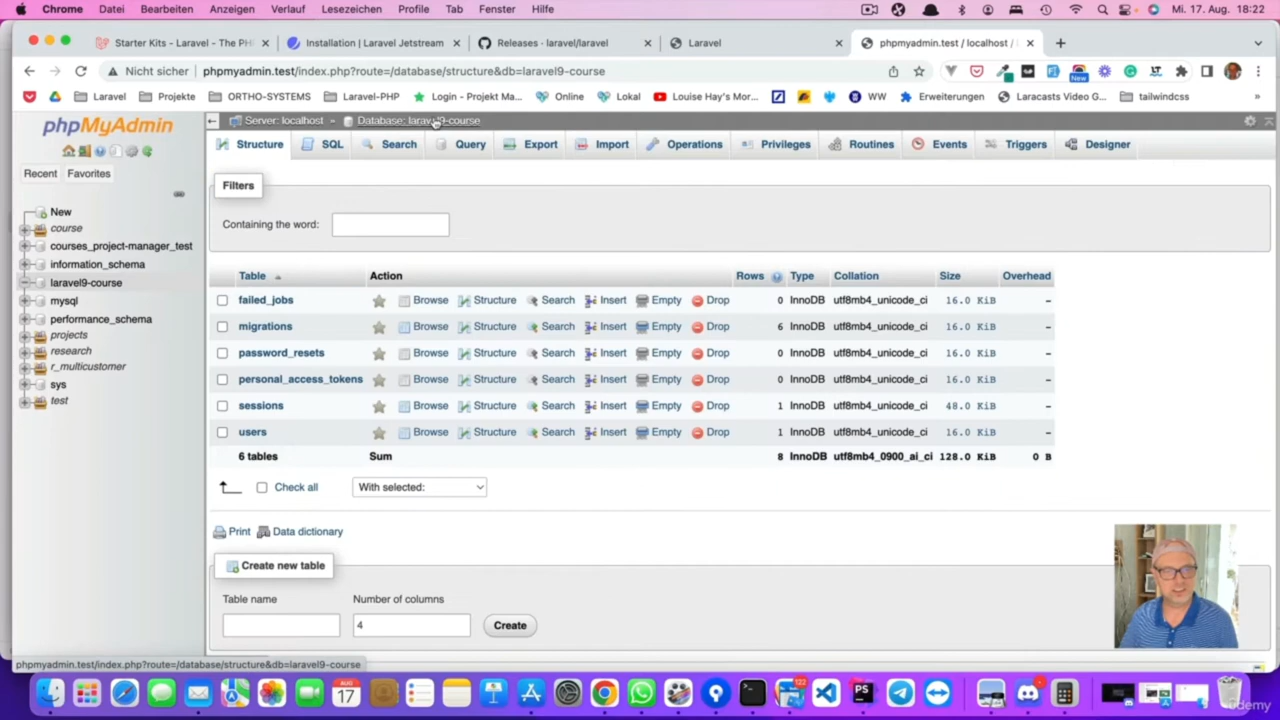 Chrome Datei Bearbeiten Anzeigen Verlauf Lesezeichen Profile Tab Fenster Hilfe Mi. 17. Aug. 18:22
Starter Kits - Laravel - The PH Installation | Laravel Jetstream Releases · laravel/laravel Laravel phpmyadmin.test / localhost /
Nicht sicher phpmyadmin.test/index.php?route=/database/structure&db=laravel9-course New
Laravel Projekte ORTHO-SYSTEMS Laravel-PHP Login - Projekt Ma... Online Lokal Louise Hay's Mor... WW Erweiterungen Laracasts Video G... tailwindcss »
phpMyAdmin
Recent Favorites
New
course
courses_project-manager_test
information_schema
laravel9-course
mysql
performance_schema
projects
research
r_multicustomer
sys
test
Server: localhost » Database: laravel9-course
Structure SQL Search Query Export Import Operations Privileges Routines Events Triggers Designer
Filters
Containing the word:
Table Action Rows Type Collation Size Overhead
failed_jobs Browse Structure Search Insert Empty Drop 0 InnoDB utf8mb4_unicode_ci 16.0 KiB -
migrations Browse Structure Search Insert Empty Drop 6 InnoDB utf8mb4_unicode_ci 16.0 KiB -
password_resets Browse Structure Search Insert Empty Drop 0 InnoDB utf8mb4_unicode_ci 16.0 KiB -
personal_access_tokens Browse Structure Search Insert Empty Drop 0 InnoDB utf8mb4_unicode_ci 16.0 KiB -
sessions Browse Structure Search Insert Empty Drop 1 InnoDB utf8mb4_unicode_ci 48.0 KiB -
users Browse Structure Search Insert Empty Drop 1 InnoDB utf8mb4_unicode_ci 16.0 KiB -
6 tables Sum 8 InnoDB utf8mb4_0900_ai_ci 128.0 KiB 0 B
Check all With selected:
Print Data dictionary
Create new table
Table name Number of columns
4 Create
phpmyadmin.test/index.php?route=/database/structure&db=laravel9-course
AUG
17
PS